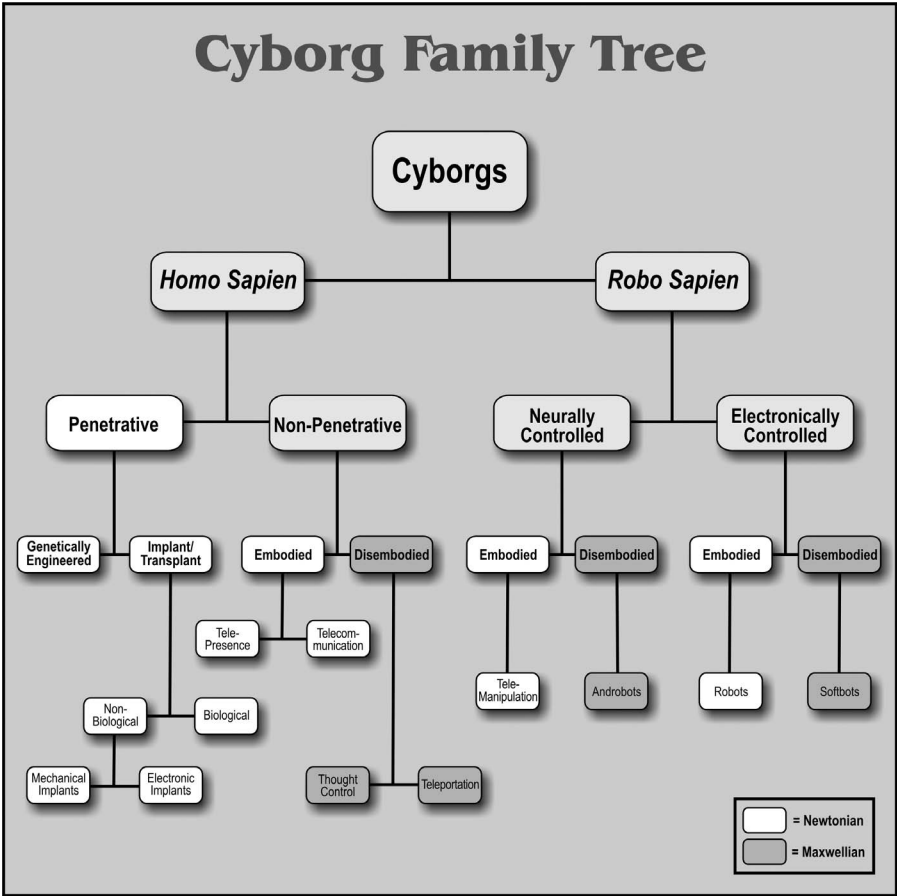 Cyborg Family Tree
Cyborgs
Homo Sapien
Robo Sapien
Penetrative
Non-Penetrative
Neurally
Controlled
Electronically
Controlled
Genetically
Engineered
Implant/
Transplant
Embodied
Disembodied
Embodied
Disembodied
Embodied
Disembodied
Tele-
Presence
Telecom-
munication
Tele-
Manipulation
Androbots
Robots
Softbots
Non-
Biological
Biological
Mechanical
Implants
Electronic
Implants
Thought
Control
Teleportation
= Newtonian
= Maxwellian